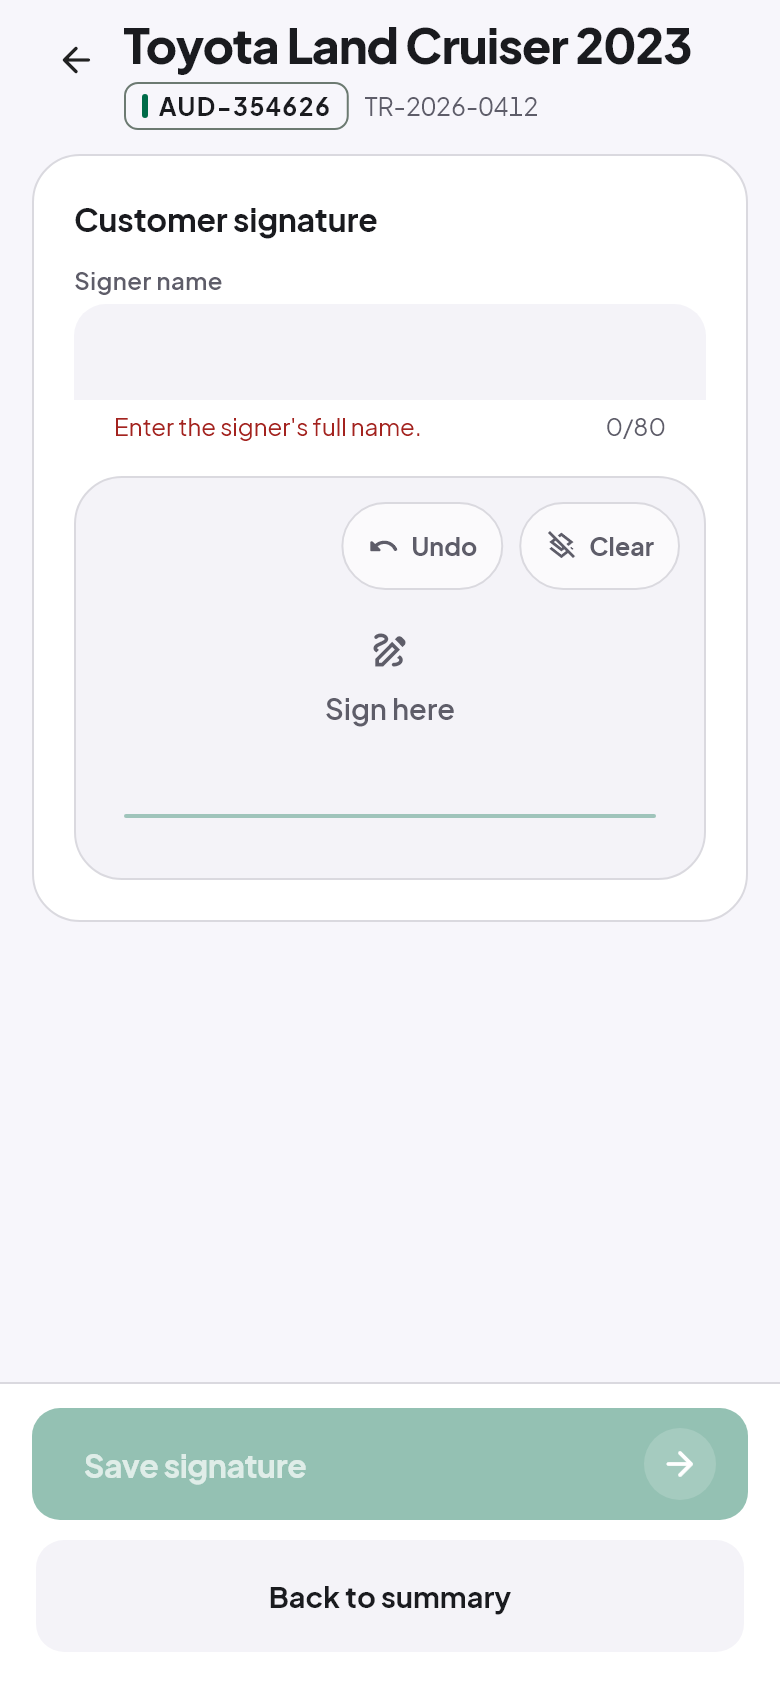 Toyota Land Cruiser 2023
AUD-354626 TR-2026-0412
Customer signature
Signer name
Enter the signer's full name. 0/80
Undo Clear
Sign here
Save signature
Back to summary